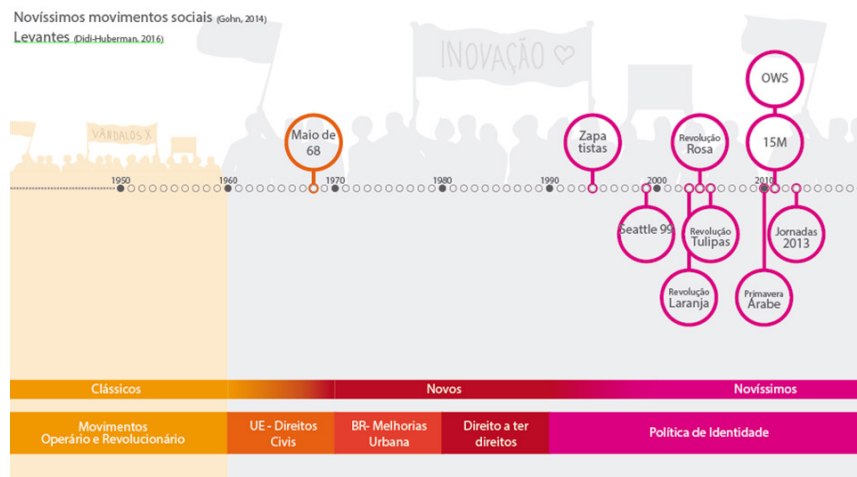 Novíssimos movimentos sociais (Gohn, 2014)
Levantes (Didi-Huberman, 2016)
INOVAÇÃO
VÂNDALOS X
OWS
Maio de
68
Zapa
tistas
Revolução
Rosa
15M
1950
1960
1970
1980
1990
2000
2010
Seattle 99
Revolução
Tulipas
Jornadas
2013
Revolução
Laranja
Primavera
Árabe
Clássicos
Novos
Novíssimos
Movimentos
Operário e Revolucionário
UE - Direitos
Civis
BR- Melhorias
Urbana
Direito a ter
direitos
Política de Identidade